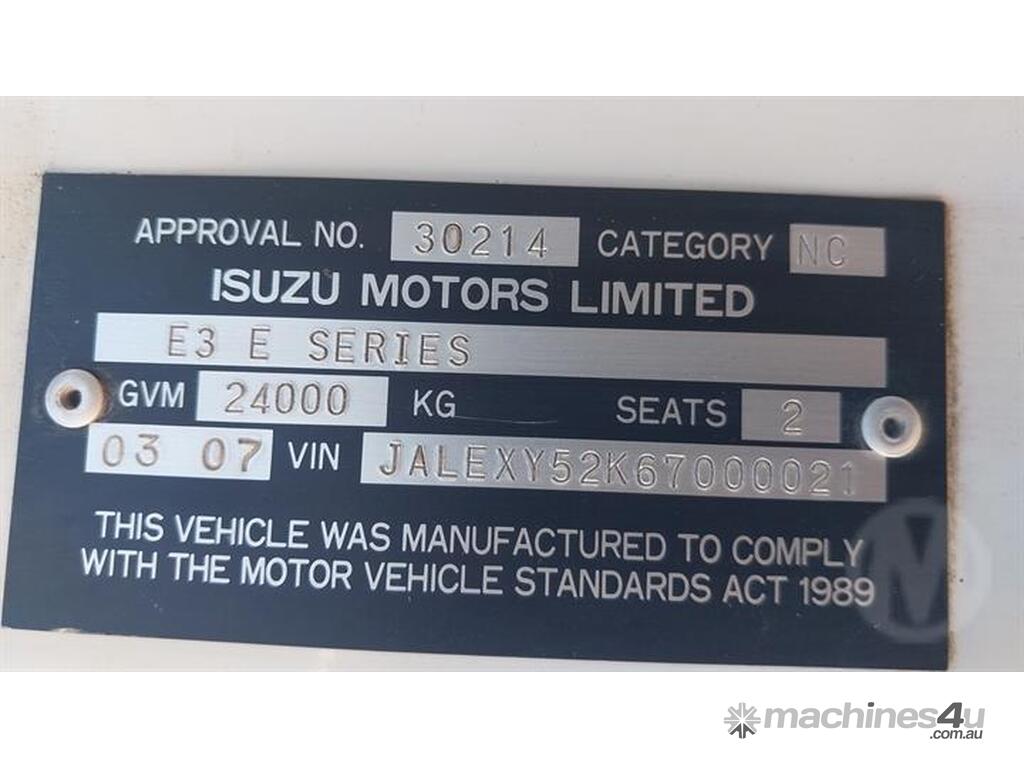 APPROVAL NO. 30214 CATEGORY NC
ISUZU MOTORS LIMITED
E3 E SERIES
GVM 24000 KG SEATS 2
03 07 VIN JALEXY52K67000021
THIS VEHICLE WAS MANUFACTURED TO COMPLY
WITH THE MOTOR VEHICLE STANDARDS ACT 1989
M
machines4u
.com.au